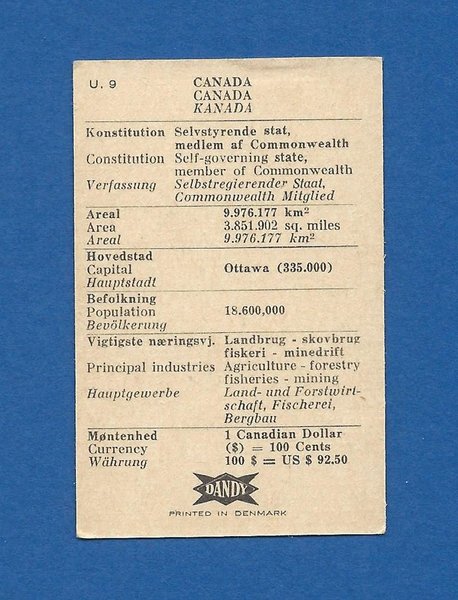 U. 9
CANADA
CANADA
KANADA
Konstitution Selvstyrende stat,
medlem af Commonwealth
Constitution Self-governing state,
member of Commonwealth
Verfassung Selbstregierender Staat,
Commonwealth Mitglied
Areal 9.976.177 km²
Area 3.851.902 sq. miles
Areal 9.976.177 km²
Hovedstad
Capital Ottawa (335.000)
Hauptstadt
Befolkning
Population 18.600,000
Bevölkerung
Vigtigste næringsvj. Landbrug - skovbrug
fiskeri - minedrift
Principal industries Agriculture - forestry
fisheries - mining
Hauptgewerbe Land- und Forstwirt-
schaft, Fischerei,
Bergbau
Møntenhed 1 Canadian Dollar
Currency ($) = 100 Cents
Währung 100 $ = US $ 92.50
DANDY
PRINTED IN DENMARK